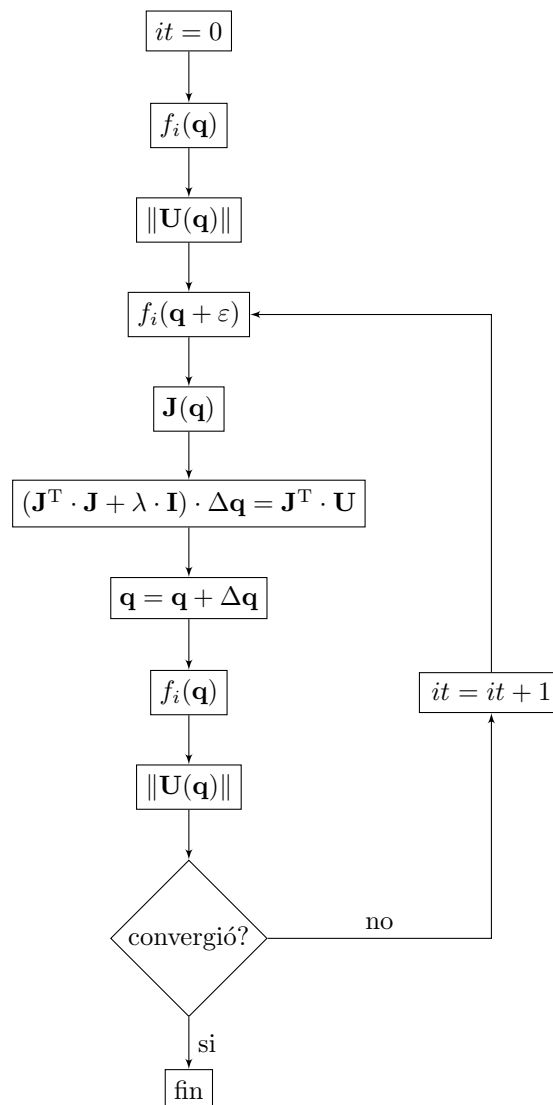 it = 0
f_i(𝐪)
‖𝐔(𝐪)‖
f_i(𝐪 + ε)
𝐉(𝐪)
(𝐉^T · 𝐉 + λ · 𝐈) · Δ𝐪 = 𝐉^T · 𝐔
𝐪 = 𝐪 + Δ𝐪
f_i(𝐪)
it = it + 1
‖𝐔(𝐪)‖
convergió?
no
si
fin